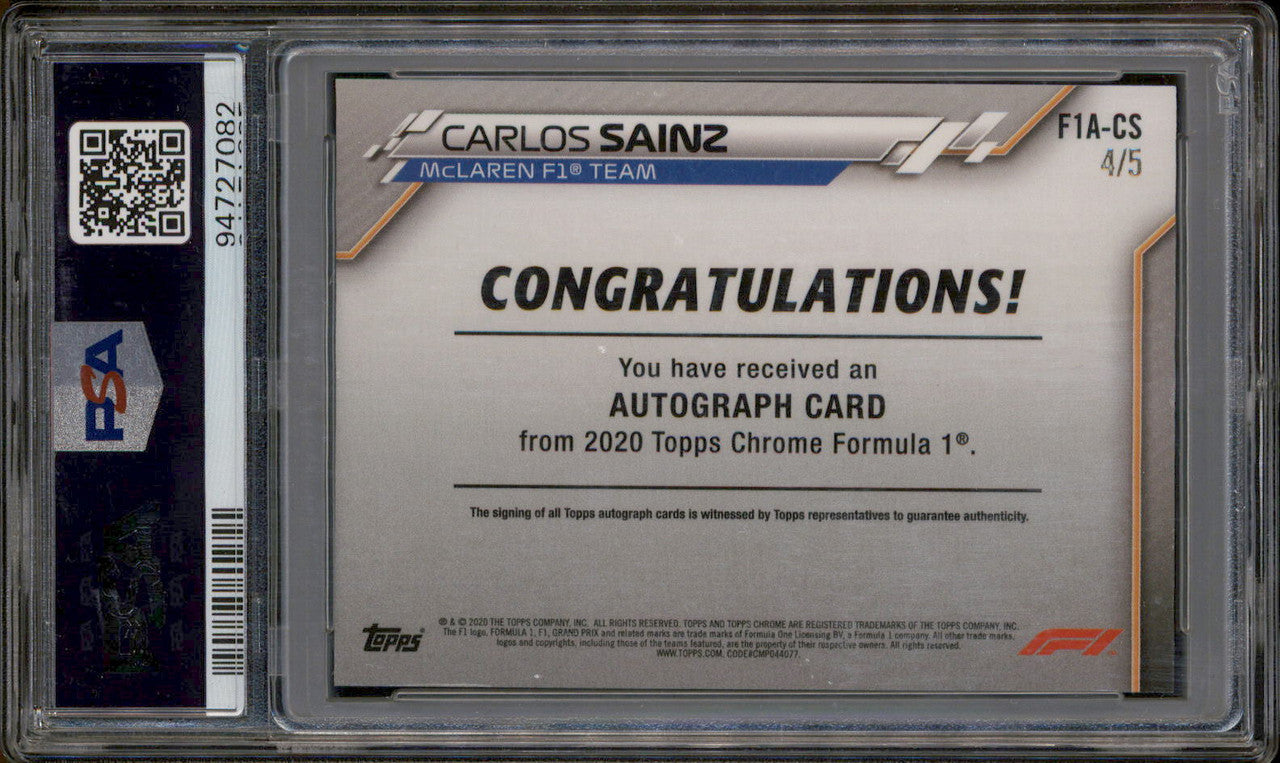 CARLOS SAINZ
McLAREN F1® TEAM
F1A-CS
4/5
CONGRATULATIONS!
You have received an
AUTOGRAPH CARD
from 2020 Topps Chrome Formula 1®.
The signing of all Topps autograph cards is witnessed by Topps representatives to guarantee authenticity.
topps
® & © 2020 THE TOPPS COMPANY, INC. ALL RIGHTS RESERVED. TOPPS AND TOPPS CHROME ARE REGISTERED TRADEMARKS OF THE TOPPS COMPANY, INC.
The F1 logo, FORMULA 1, F1, GRAND PRIX and related marks are trade marks of Formula One Licensing BV, a Formula 1 company. All other trade marks,
logos and copyrights, including those of the teams featured, are the property of their respective owners. All rights reserved.
WWW.TOPPS.COM. CODE#CMP044077
F1
94727082
PSA